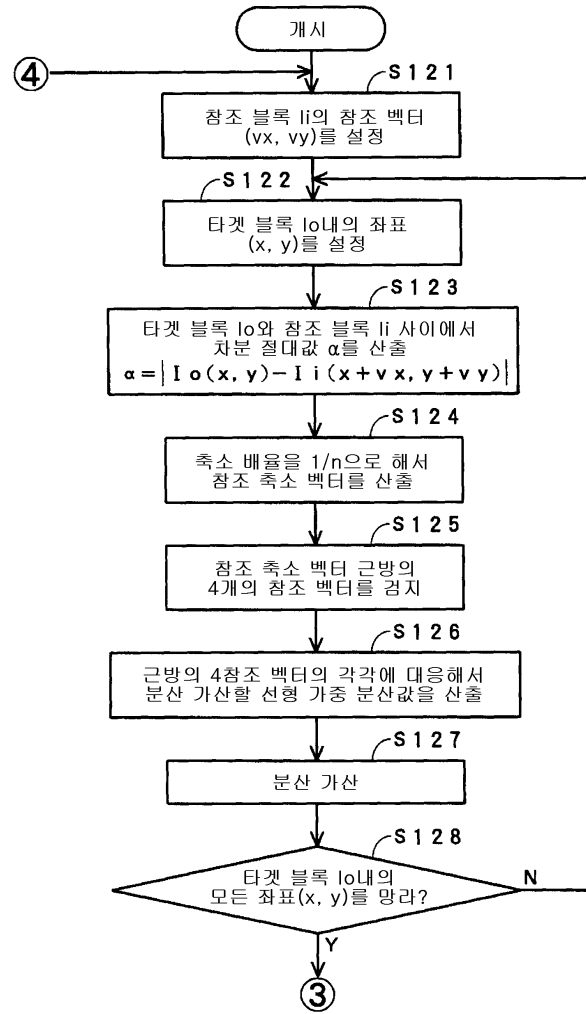 개시
④
S121
참조 블록 Ii의 참조 벡터
(vx, vy)를 설정
S122
타겟 블록 Io내의 좌표
(x, y)를 설정
S123
타겟 블록 Io와 참조 블록 Ii 사이에서
차분 절대값 α를 산출
α=|Io(x, y)−Ii(x+vx, y+vy)|
S124
축소 배율을 1/n으로 해서
참조 축소 벡터를 산출
S125
참조 축소 벡터 근방의
4개의 참조 벡터를 검지
S126
근방의 4참조 벡터의 각각에 대응해서
분산 가산할 선형 가중 분산값을 산출
S127
분산 가산
S128
타겟 블록 Io내의
모든 좌표(x, y)를 망라?
N
Y
③